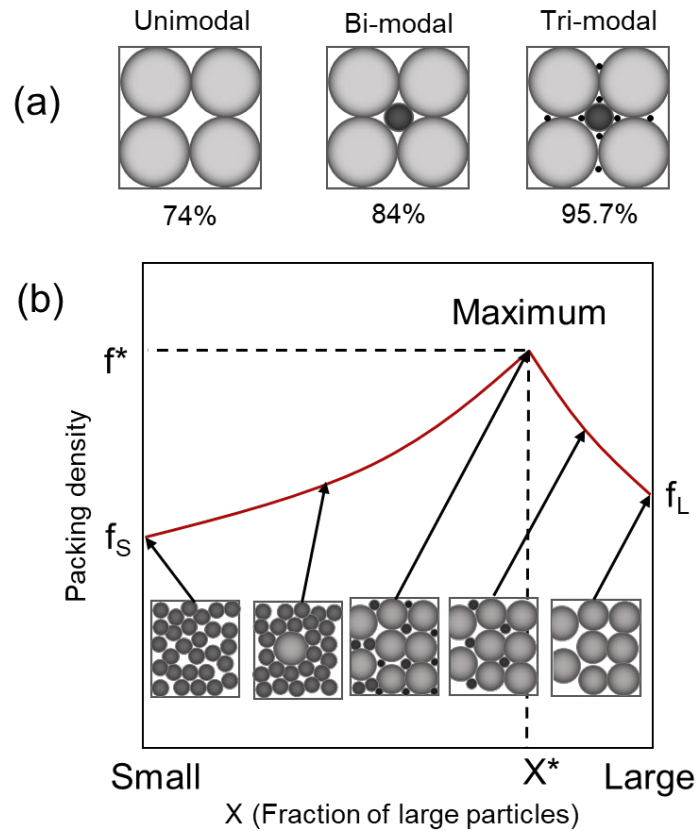 Unimodal Bi-modal Tri-modal
(a)
74% 84% 95.7%
(b)
Maximum
f*
Packing density
fL
fS
Small X* Large
X (Fraction of large particles)